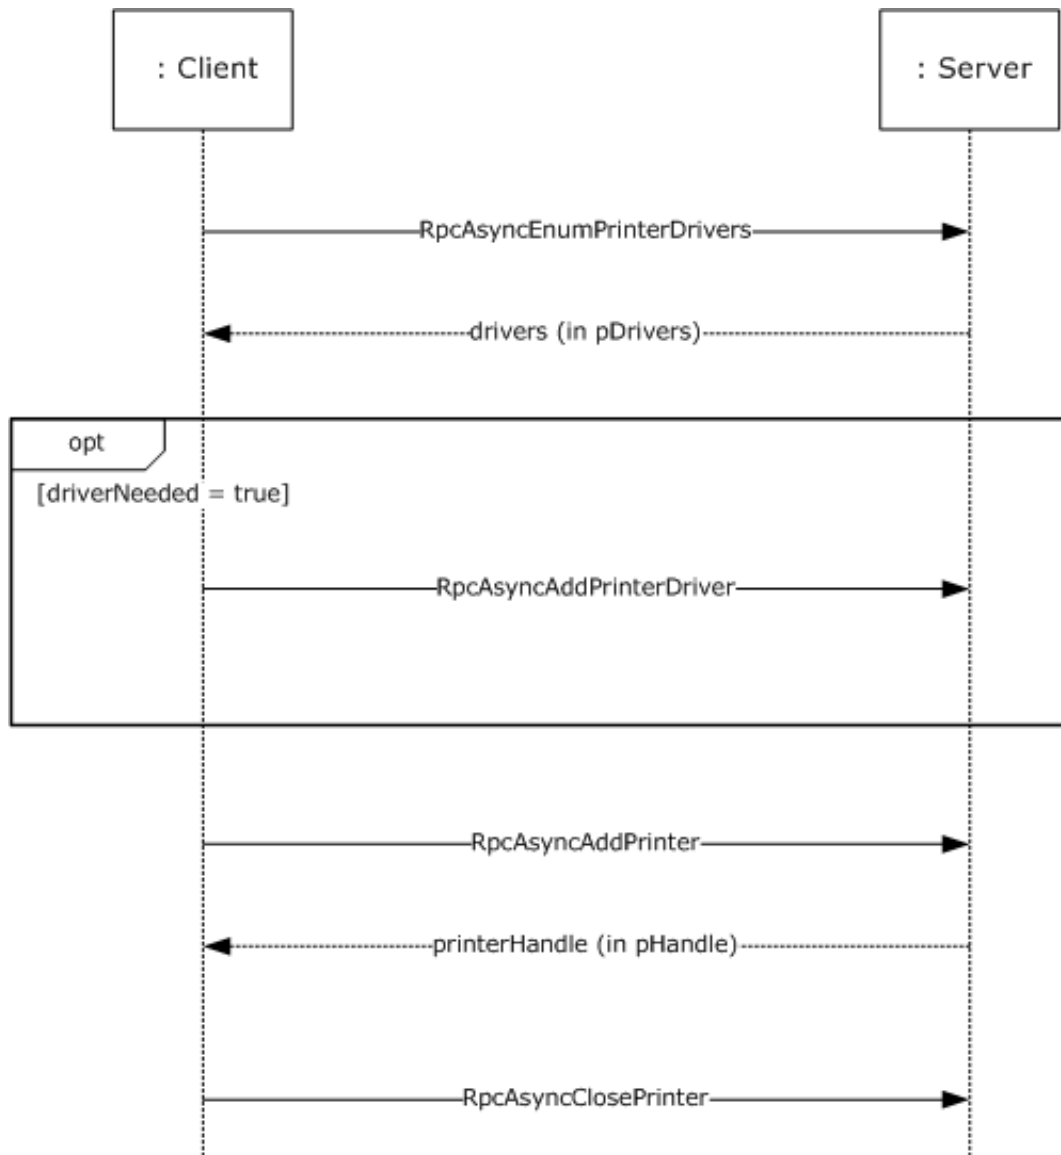 : Client
: Server
RpcAsyncEnumPrinterDrivers
drivers (in pDrivers)
opt
[driverNeeded = true]
RpcAsyncAddPrinterDriver
RpcAsyncAddPrinter
printerHandle (in pHandle)
RpcAsyncClosePrinter